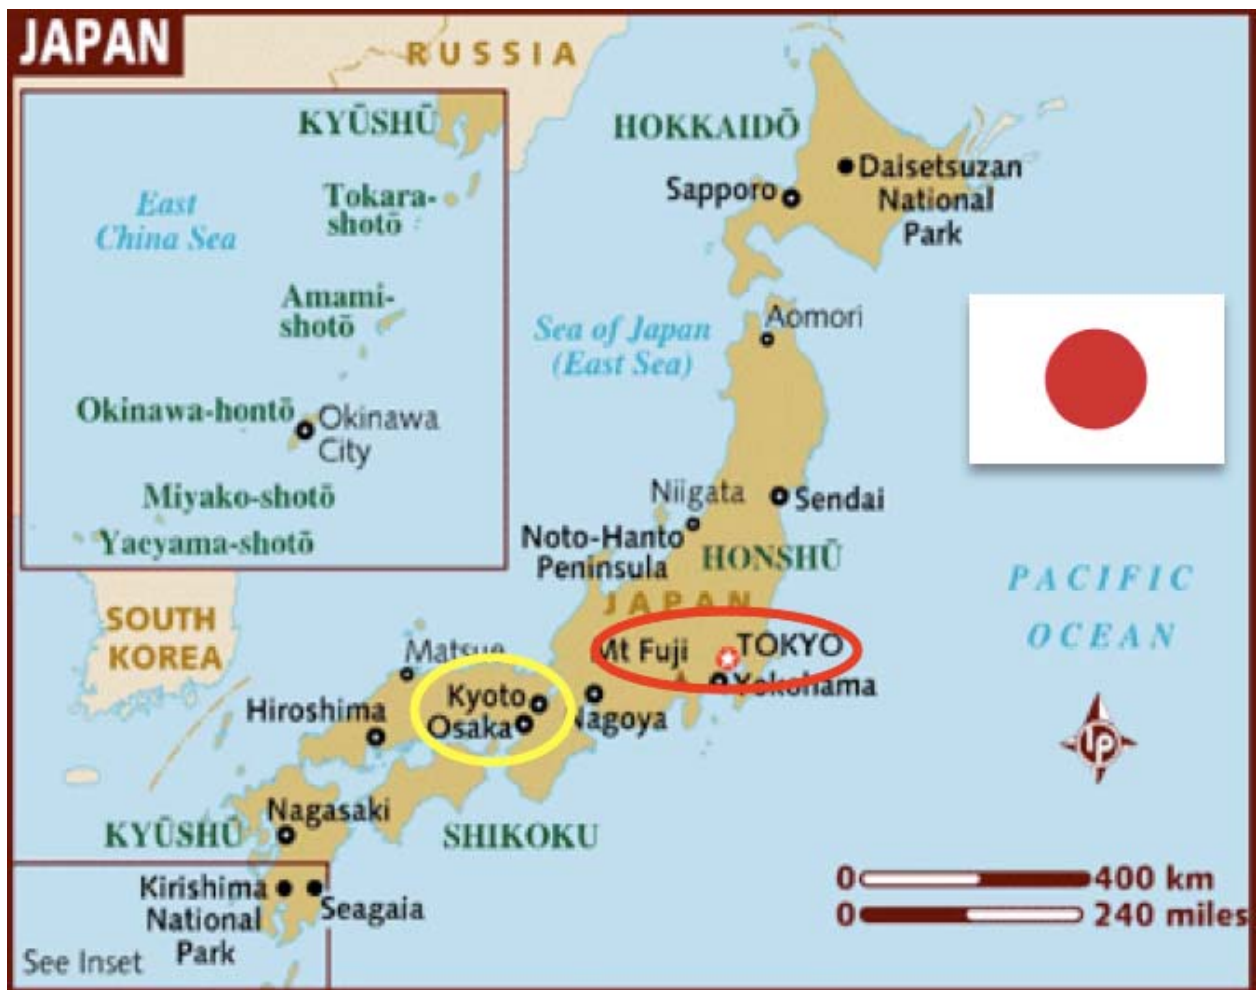 JAPAN
RUSSIA
KYŪSHŪ
HOKKAIDŌ
Daisetsuzan
National
Park
Sapporo
Tokara-
shotō
East
China Sea
Amami-
shotō
Sea of Japan
(East Sea)
Aomori
Okinawa-hontō
Okinawa
City
Miyako-shotō
Yaeyama-shotō
Niigata
Sendai
Noto-Hanto
Peninsula
HONSHŪ
JAPAN
PACIFIC
OCEAN
SOUTH
KOREA
Mt Fuji
TOKYO
Yokohama
Matsue
Kyoto
Osaka
Nagoya
Hiroshima
lp
Nagasaki
KYŪSHŪ
SHIKOKU
Kirishima
National
Park
Seagaia
See Inset
0 400 km
0 240 miles